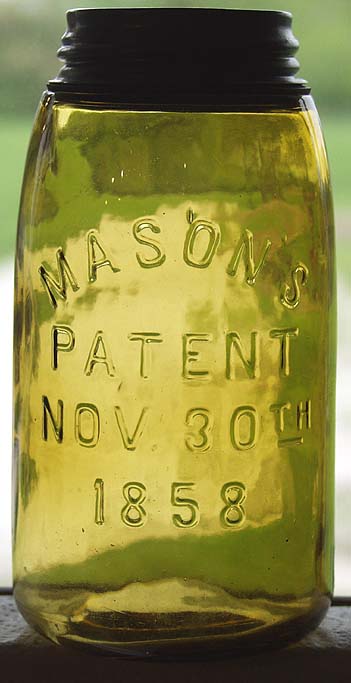 MASON'S
PATENT
NOV. 30TH
1858